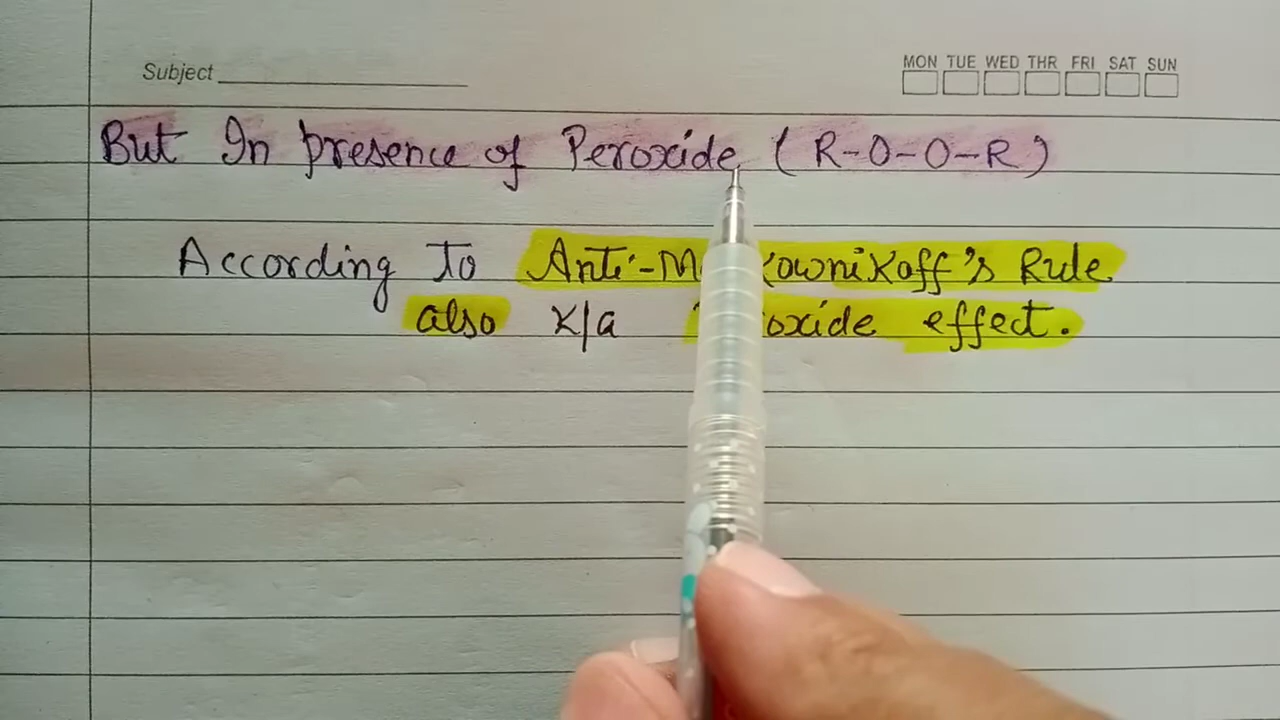 Subject
MON TUE WED THR FRI SAT SUN
But In presence of Peroxide (R-O-O-R)
According To Anti-M kownikoff's Rule
also K/a oxide effect.